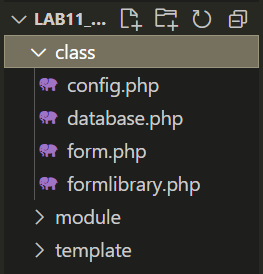 LAB11_...
class
config.php
database.php
form.php
formlibrary.php
module
template